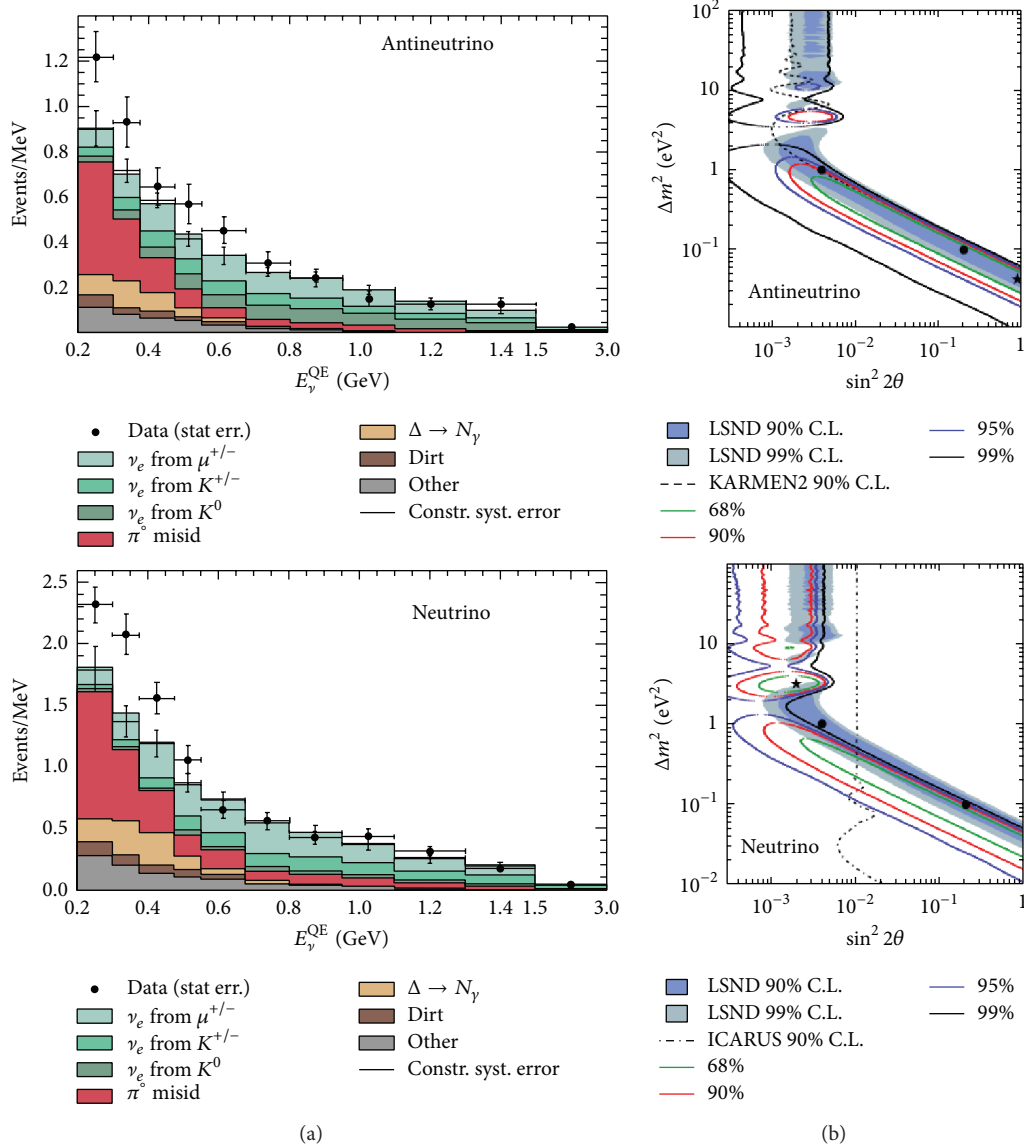 Antineutrino
Events/MeV
1.2
1.0
0.8
0.6
0.4
0.2
0.2 0.4 0.6 0.8 1.0 1.2 1.4 1.5 3.0
E_ν^QE (GeV)
Data (stat err.)
ν_e from μ^+/−
ν_e from K^+/−
ν_e from K^0
π° misid
Δ → N_γ
Dirt
Other
Constr. syst. error
10^2
10
1
10^−1
Δm^2 (eV^2)
Antineutrino
10^−3 10^−2 10^−1 1
sin^2 2θ
LSND 90% C.L.
LSND 99% C.L.
KARMEN2 90% C.L.
68%
90%
95%
99%
Neutrino
Events/MeV
2.5
2.0
1.5
1.0
0.5
0.0
0.2 0.4 0.6 0.8 1.0 1.2 1.4 1.5 3.0
E_ν^QE (GeV)
Data (stat err.)
ν_e from μ^+/−
ν_e from K^+/−
ν_e from K^0
π° misid
Δ → N_γ
Dirt
Other
Constr. syst. error
(a)
10
1
10^−1
10^−2
Δm^2 (eV^2)
Neutrino
10^−3 10^−2 10^−1 1
sin^2 2θ
LSND 90% C.L.
LSND 99% C.L.
ICARUS 90% C.L.
68%
90%
95%
99%
(b)